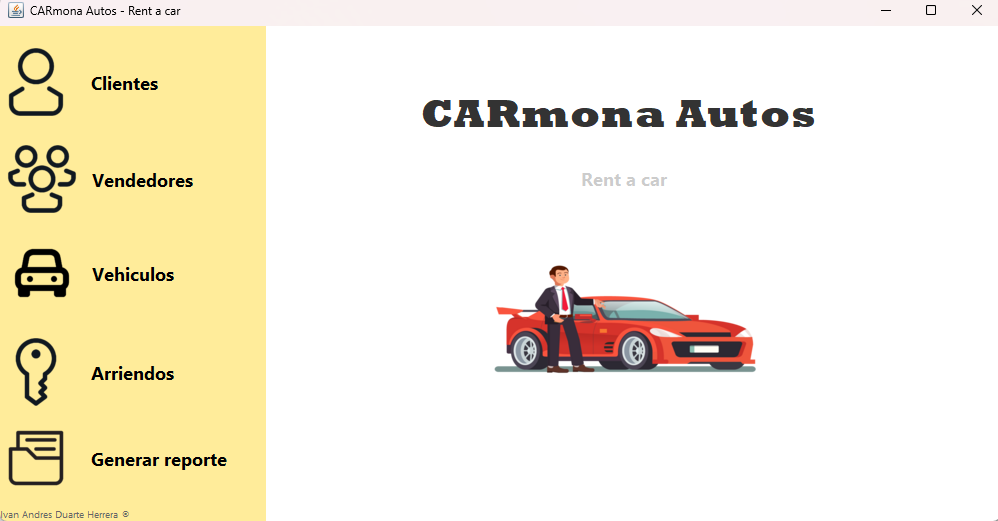 CARmona Autos - Rent a car
Clientes
Vendedores
Vehiculos
Arriendos
Generar reporte
Ivan Andres Duarte Herrera ®
CARmona Autos
Rent a car